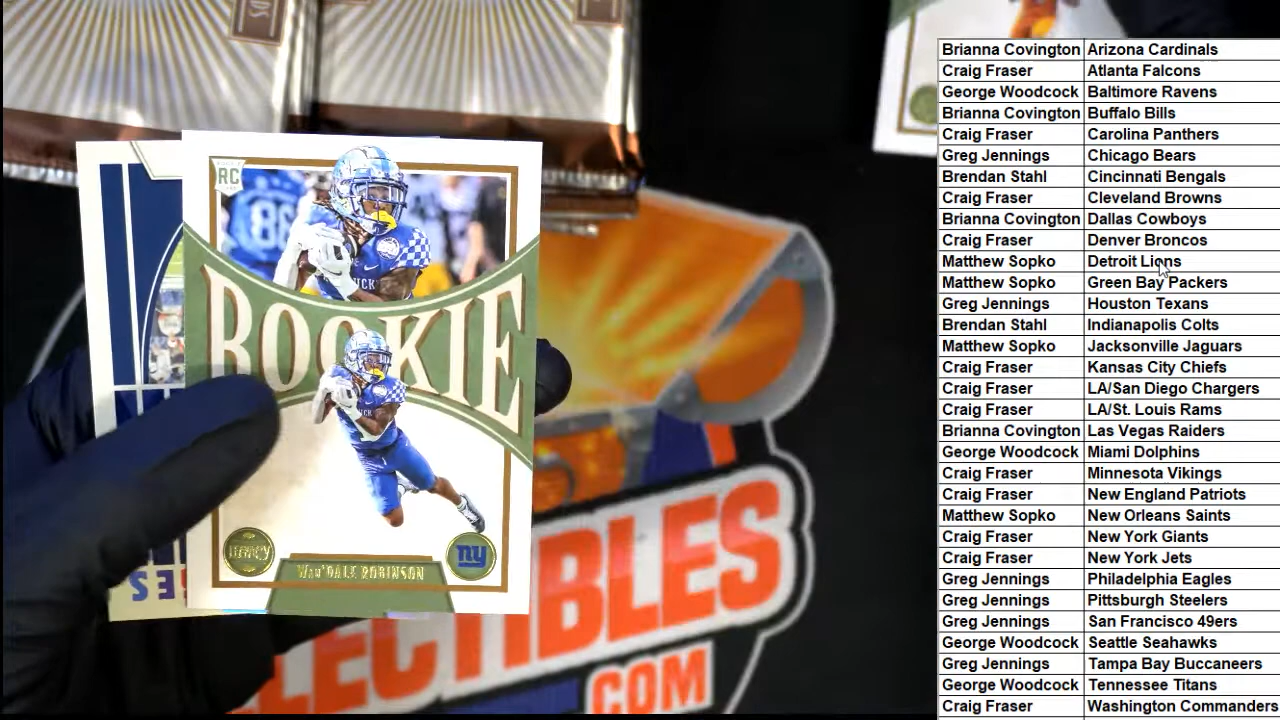 RC
86
ROOKIE
LEGACY
ny
WAN'DALE ROBINSON
LECTIBLES
.COM
Brianna Covington Arizona Cardinals
Craig Fraser Atlanta Falcons
George Woodcock Baltimore Ravens
Brianna Covington Buffalo Bills
Craig Fraser Carolina Panthers
Greg Jennings Chicago Bears
Brendan Stahl Cincinnati Bengals
Craig Fraser Cleveland Browns
Brianna Covington Dallas Cowboys
Craig Fraser Denver Broncos
Matthew Sopko Detroit Lions
Matthew Sopko Green Bay Packers
Greg Jennings Houston Texans
Brendan Stahl Indianapolis Colts
Matthew Sopko Jacksonville Jaguars
Craig Fraser Kansas City Chiefs
Craig Fraser LA/San Diego Chargers
Craig Fraser LA/St. Louis Rams
Brianna Covington Las Vegas Raiders
George Woodcock Miami Dolphins
Craig Fraser Minnesota Vikings
Craig Fraser New England Patriots
Matthew Sopko New Orleans Saints
Craig Fraser New York Giants
Craig Fraser New York Jets
Greg Jennings Philadelphia Eagles
Greg Jennings Pittsburgh Steelers
Greg Jennings San Francisco 49ers
George Woodcock Seattle Seahawks
Greg Jennings Tampa Bay Buccaneers
George Woodcock Tennessee Titans
Craig Fraser Washington Commanders